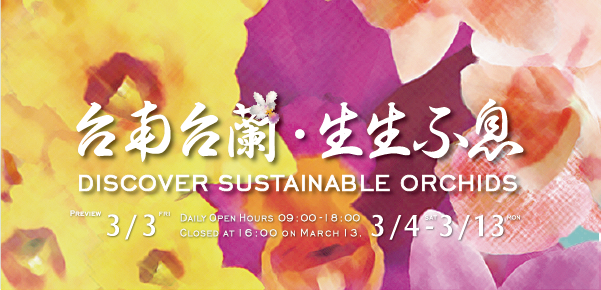 台南台蘭·生生不息
DISCOVER SUSTAINABLE ORCHIDS
PREVIEW 3/3 FRI
DAILY OPEN HOURS 09:00-18:00
CLOSED AT 16:00 ON MARCH 13.
3/4 SAT - 3/13 MON